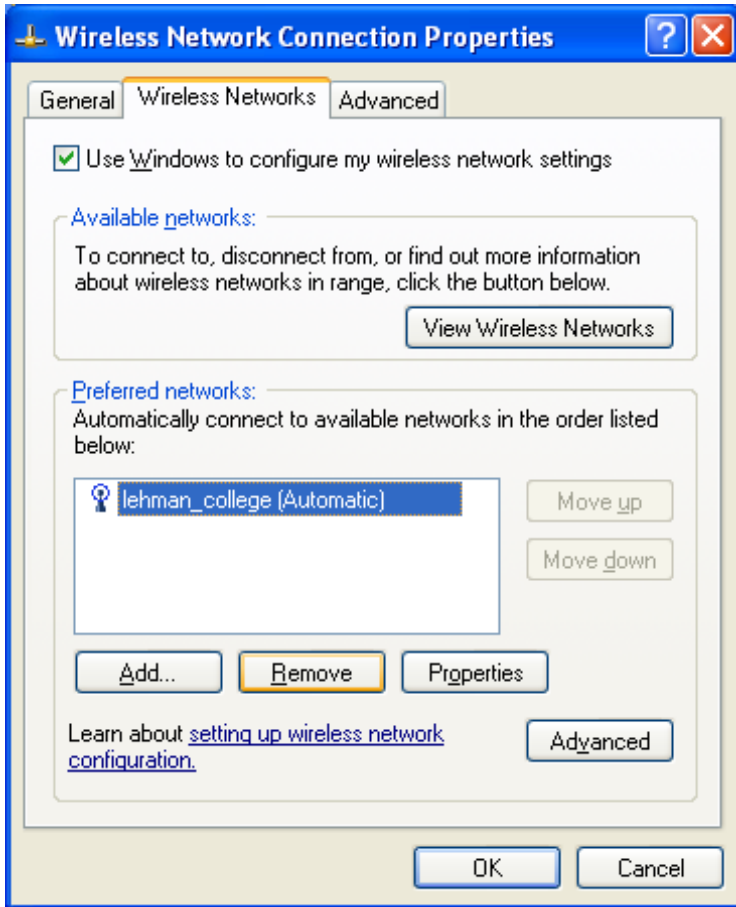 Wireless Network Connection Properties
General Wireless Networks Advanced
Use Windows to configure my wireless network settings
Available networks:
To connect to, disconnect from, or find out more information
about wireless networks in range, click the button below.
View Wireless Networks
Preferred networks:
Automatically connect to available networks in the order listed
below:
lehman_college (Automatic)
Move up
Move down
Add... Remove Properties
Learn about setting up wireless network
configuration.
Advanced
OK Cancel